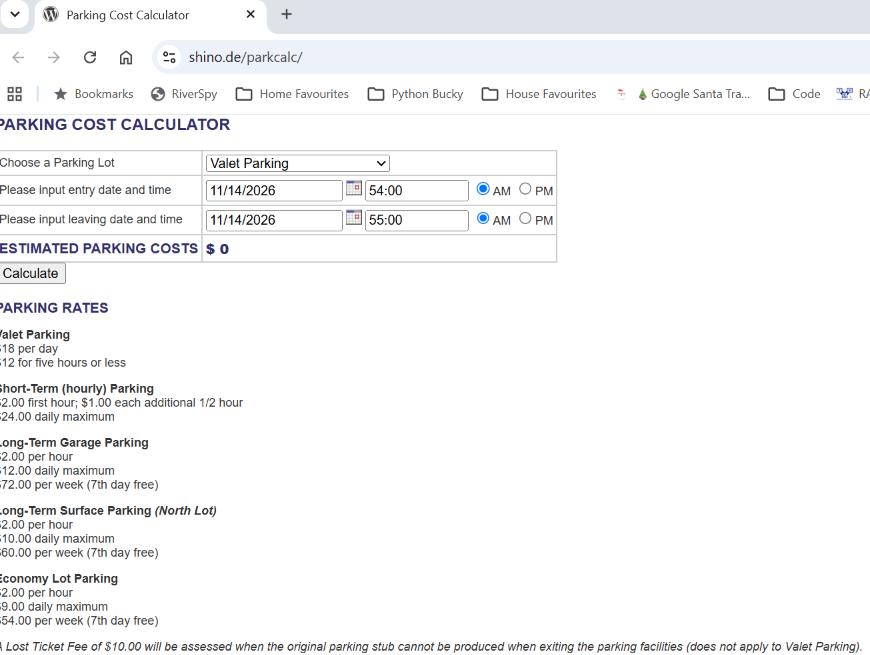 Parking Cost Calculator
shino.de/parkcalc/
Bookmarks RiverSpy Home Favourites Python Bucky House Favourites Google Santa Tra... Code RA
PARKING COST CALCULATOR
Choose a Parking Lot Valet Parking
Please input entry date and time 11/14/2026 54:00 AM PM
Please input leaving date and time 11/14/2026 55:00 AM PM
ESTIMATED PARKING COSTS $ 0
Calculate
PARKING RATES
Valet Parking
$18 per day
$12 for five hours or less
Short-Term (hourly) Parking
$2.00 first hour; $1.00 each additional 1/2 hour
$24.00 daily maximum
Long-Term Garage Parking
$2.00 per hour
$12.00 daily maximum
$72.00 per week (7th day free)
Long-Term Surface Parking (North Lot)
$2.00 per hour
$10.00 daily maximum
$60.00 per week (7th day free)
Economy Lot Parking
$2.00 per hour
$9.00 daily maximum
$54.00 per week (7th day free)
A Lost Ticket Fee of $10.00 will be assessed when the original parking stub cannot be produced when exiting the parking facilities (does not apply to Valet Parking).